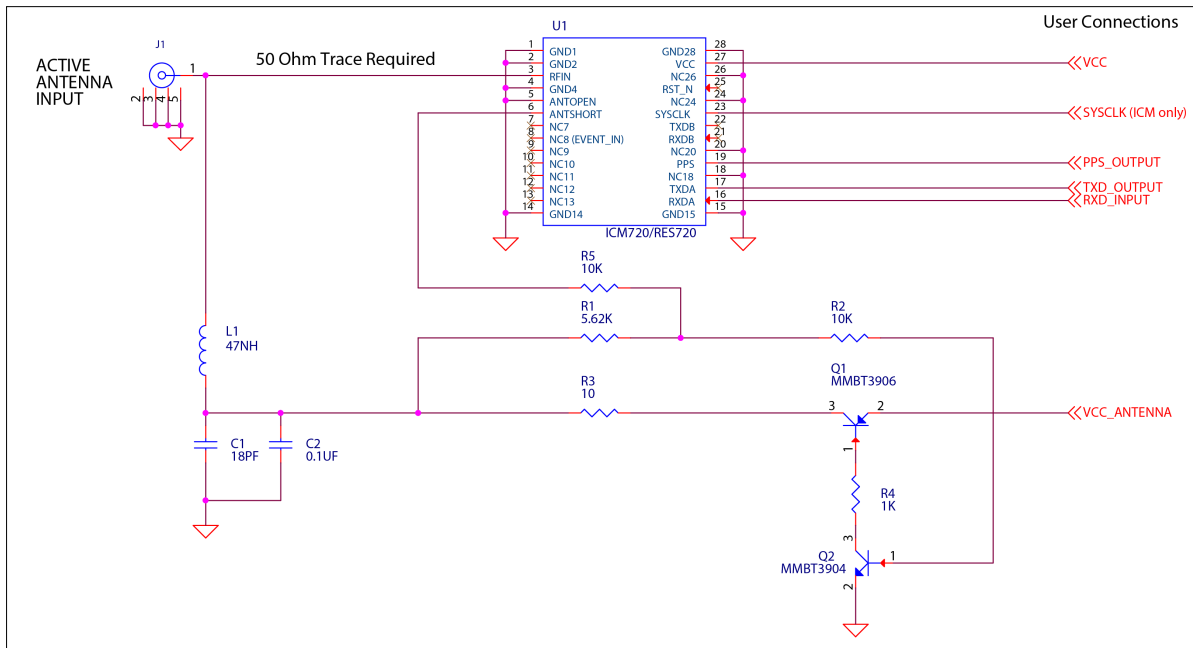 User Connections
U1
J1
ACTIVE
ANTENNA
INPUT
50 Ohm Trace Required
1
2
3
4
5
1 GND1
2 GND2
3 RFIN
4 GND4
5 ANTOPEN
6 ANTSHORT
7 NC7
8 NC8 (EVENT_IN)
9 NC9
10 NC10
11 NC11
12 NC12
13 NC13
14 GND14
GND28 28
VCC 27
NC26 26
RST_N 25
NC24 24
SYSCLK 23
TXDB 22
RXDB 21
NC20 20
PPS 19
NC18 18
TXDA 17
RXDA 16
GND15 15
ICM720/RES720
VCC
SYSCLK (ICM only)
PPS_OUTPUT
TXD_OUTPUT
RXD_INPUT
R5
10K
R1
5.62K
R2
10K
L1
47NH
R3
10
Q1
MMBT3906
3
2
1
VCC_ANTENNA
C1
18PF
C2
0.1UF
R4
1K
Q2
MMBT3904
3
1
2